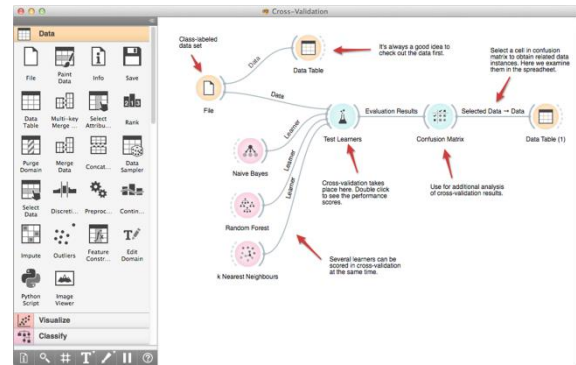 Cross-Validation
Data
File
Paint
Data
Info
Save
Data
Table
Multi-key
Merge ...
Select
Attribu...
Rank
Purge
Domain
Merge
Data
Concat...
Data
Sampler
Select
Data
Discreti...
Preproc...
Contin...
Impute
Outliers
Feature
Constr...
Edit
Domain
Python
Script
Image
Viewer
Visualize
Classify
Class-labeled
data set
File
Data
Data
Data Table
It's always a good idea to
check out the data first.
Select a cell in confusion
matrix to obtain related data
instances. Here we examine
them in the spreadsheet.
Test Learners
Evaluation Results
Confusion Matrix
Selected Data → Data
Data Table (1)
Learner
Learner
Learner
Naive Bayes
Random Forest
k Nearest Neighbours
Cross-validation takes
place here. Double click
to see the performance
scores.
Use for additional analysis
of cross-validation results.
Several learners can be
scored in cross-validation
at the same time.